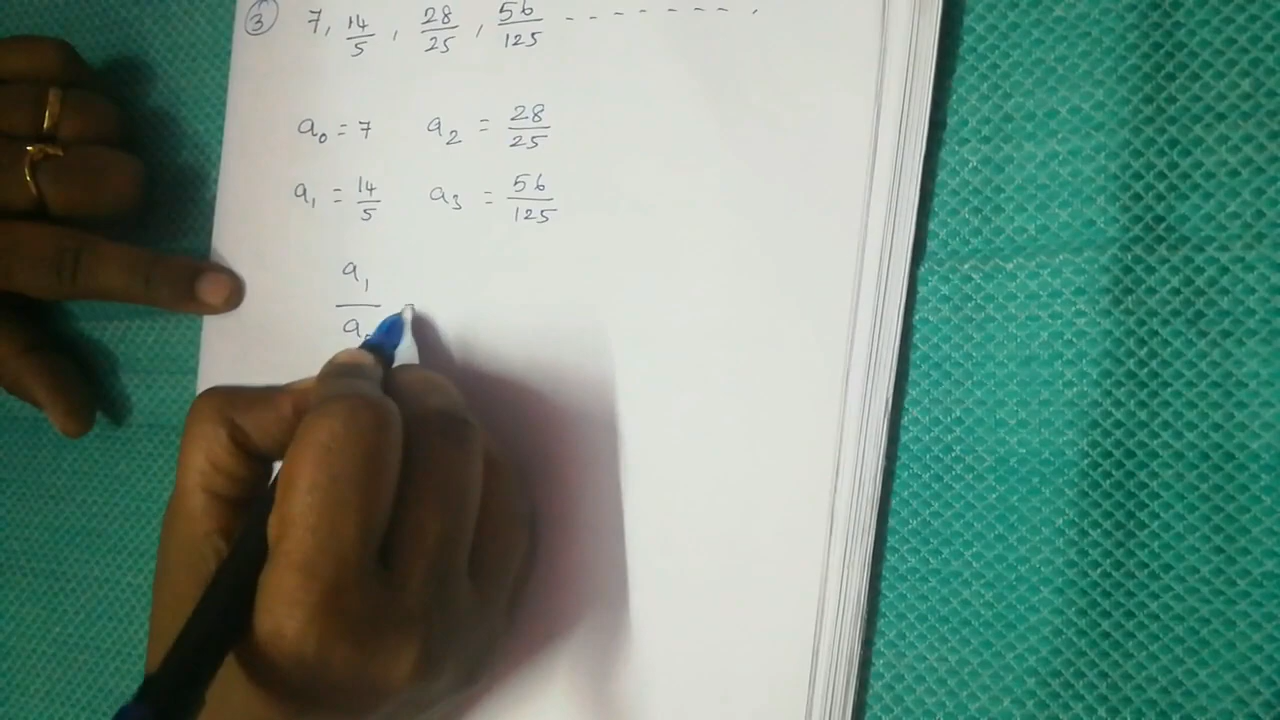 ③ 7, 14/5, 28/25, 56/125 --------.
a₀ = 7 a₂ = 28/25
a₁ = 14/5 a₃ = 56/125
a₁/a₀ =